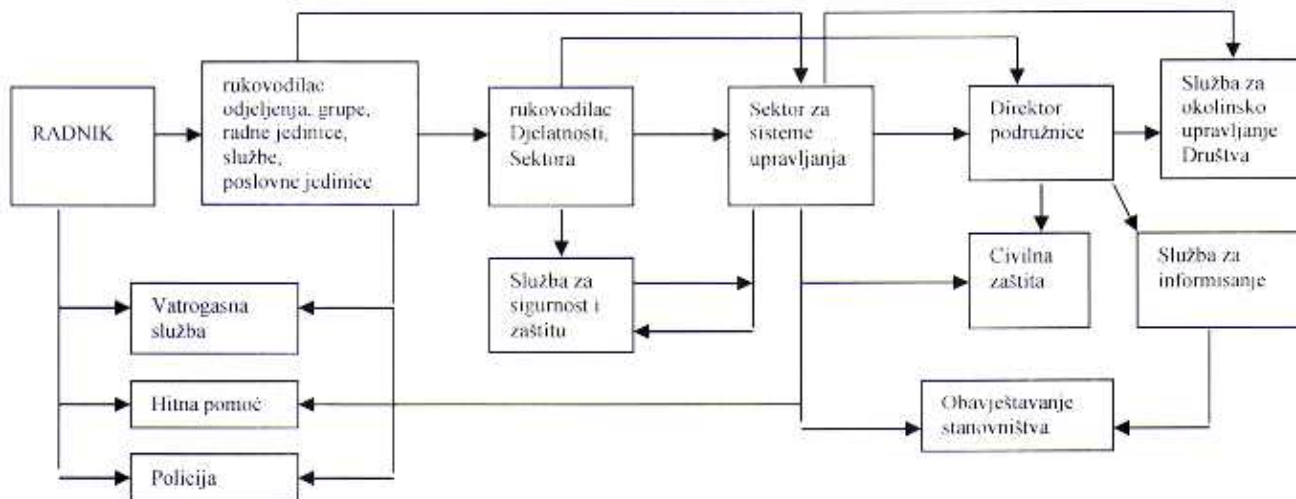 RADNIK
rukovodilac
odjeljenja, grupe,
radne jedinice,
službe,
poslovne jedinice
rukovodilac
Djelatnosti,
Sektora
Sektor za
sisteme
upravljanja
Direktor
podružnice
Služba za
okolinsko
upravljanje
Društva
Vatrogasna
služba
Služba za
sigurnost i
zaštitu
Civilna
zaštita
Služba za
informisanje
Hitna pomoć
Obavještavanje
stanovništva
Policija